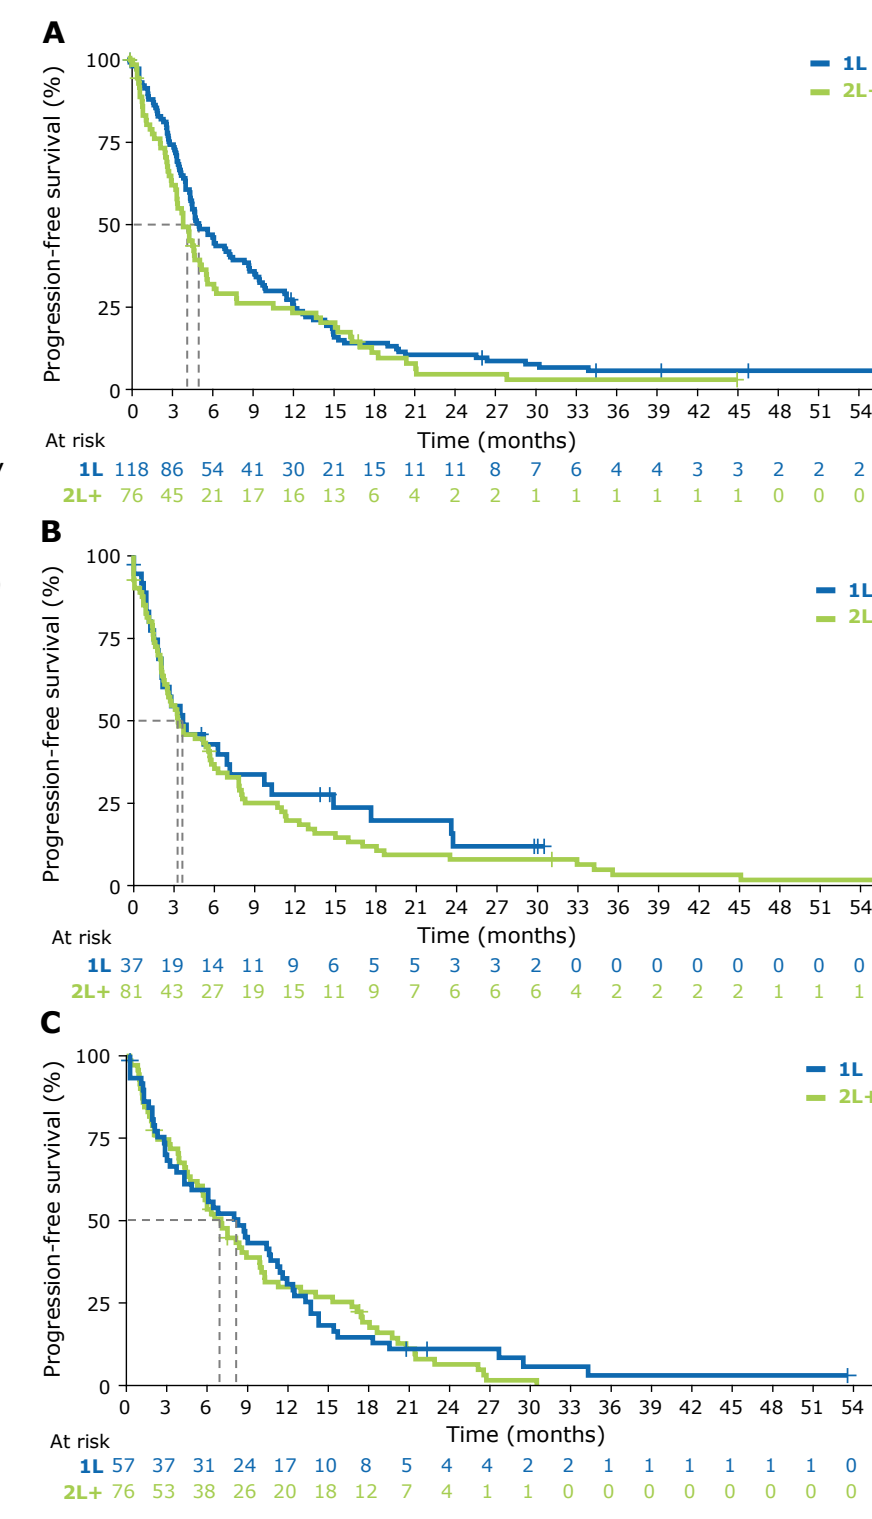 A
Progression-free survival (%)
100
75
50
25
0
1L
2L+
0 3 6 9 12 15 18 21 24 27 30 33 36 39 42 45 48 51 54
Time (months)
At risk
1L 118 86 54 41 30 21 15 11 11 8 7 6 4 4 3 3 2 2 2
2L+ 76 45 21 17 16 13 6 4 2 2 1 1 1 1 1 1 0 0 0
B
Progression-free survival (%)
100
75
50
25
0
1L
2L
0 3 6 9 12 15 18 21 24 27 30 33 36 39 42 45 48 51 54
Time (months)
At risk
1L 37 19 14 11 9 6 5 5 3 3 2 0 0 0 0 0 0 0 0
2L+ 81 43 27 19 15 11 9 7 6 6 6 4 2 2 2 2 1 1 1
C
Progression-free survival (%)
100
75
50
25
0
1L
2L+
0 3 6 9 12 15 18 21 24 27 30 33 36 39 42 45 48 51 54
Time (months)
At risk
1L 57 37 31 24 17 10 8 5 4 4 2 2 1 1 1 1 1 1 0
2L+ 76 53 38 26 20 18 12 7 4 1 1 0 0 0 0 0 0 0 0